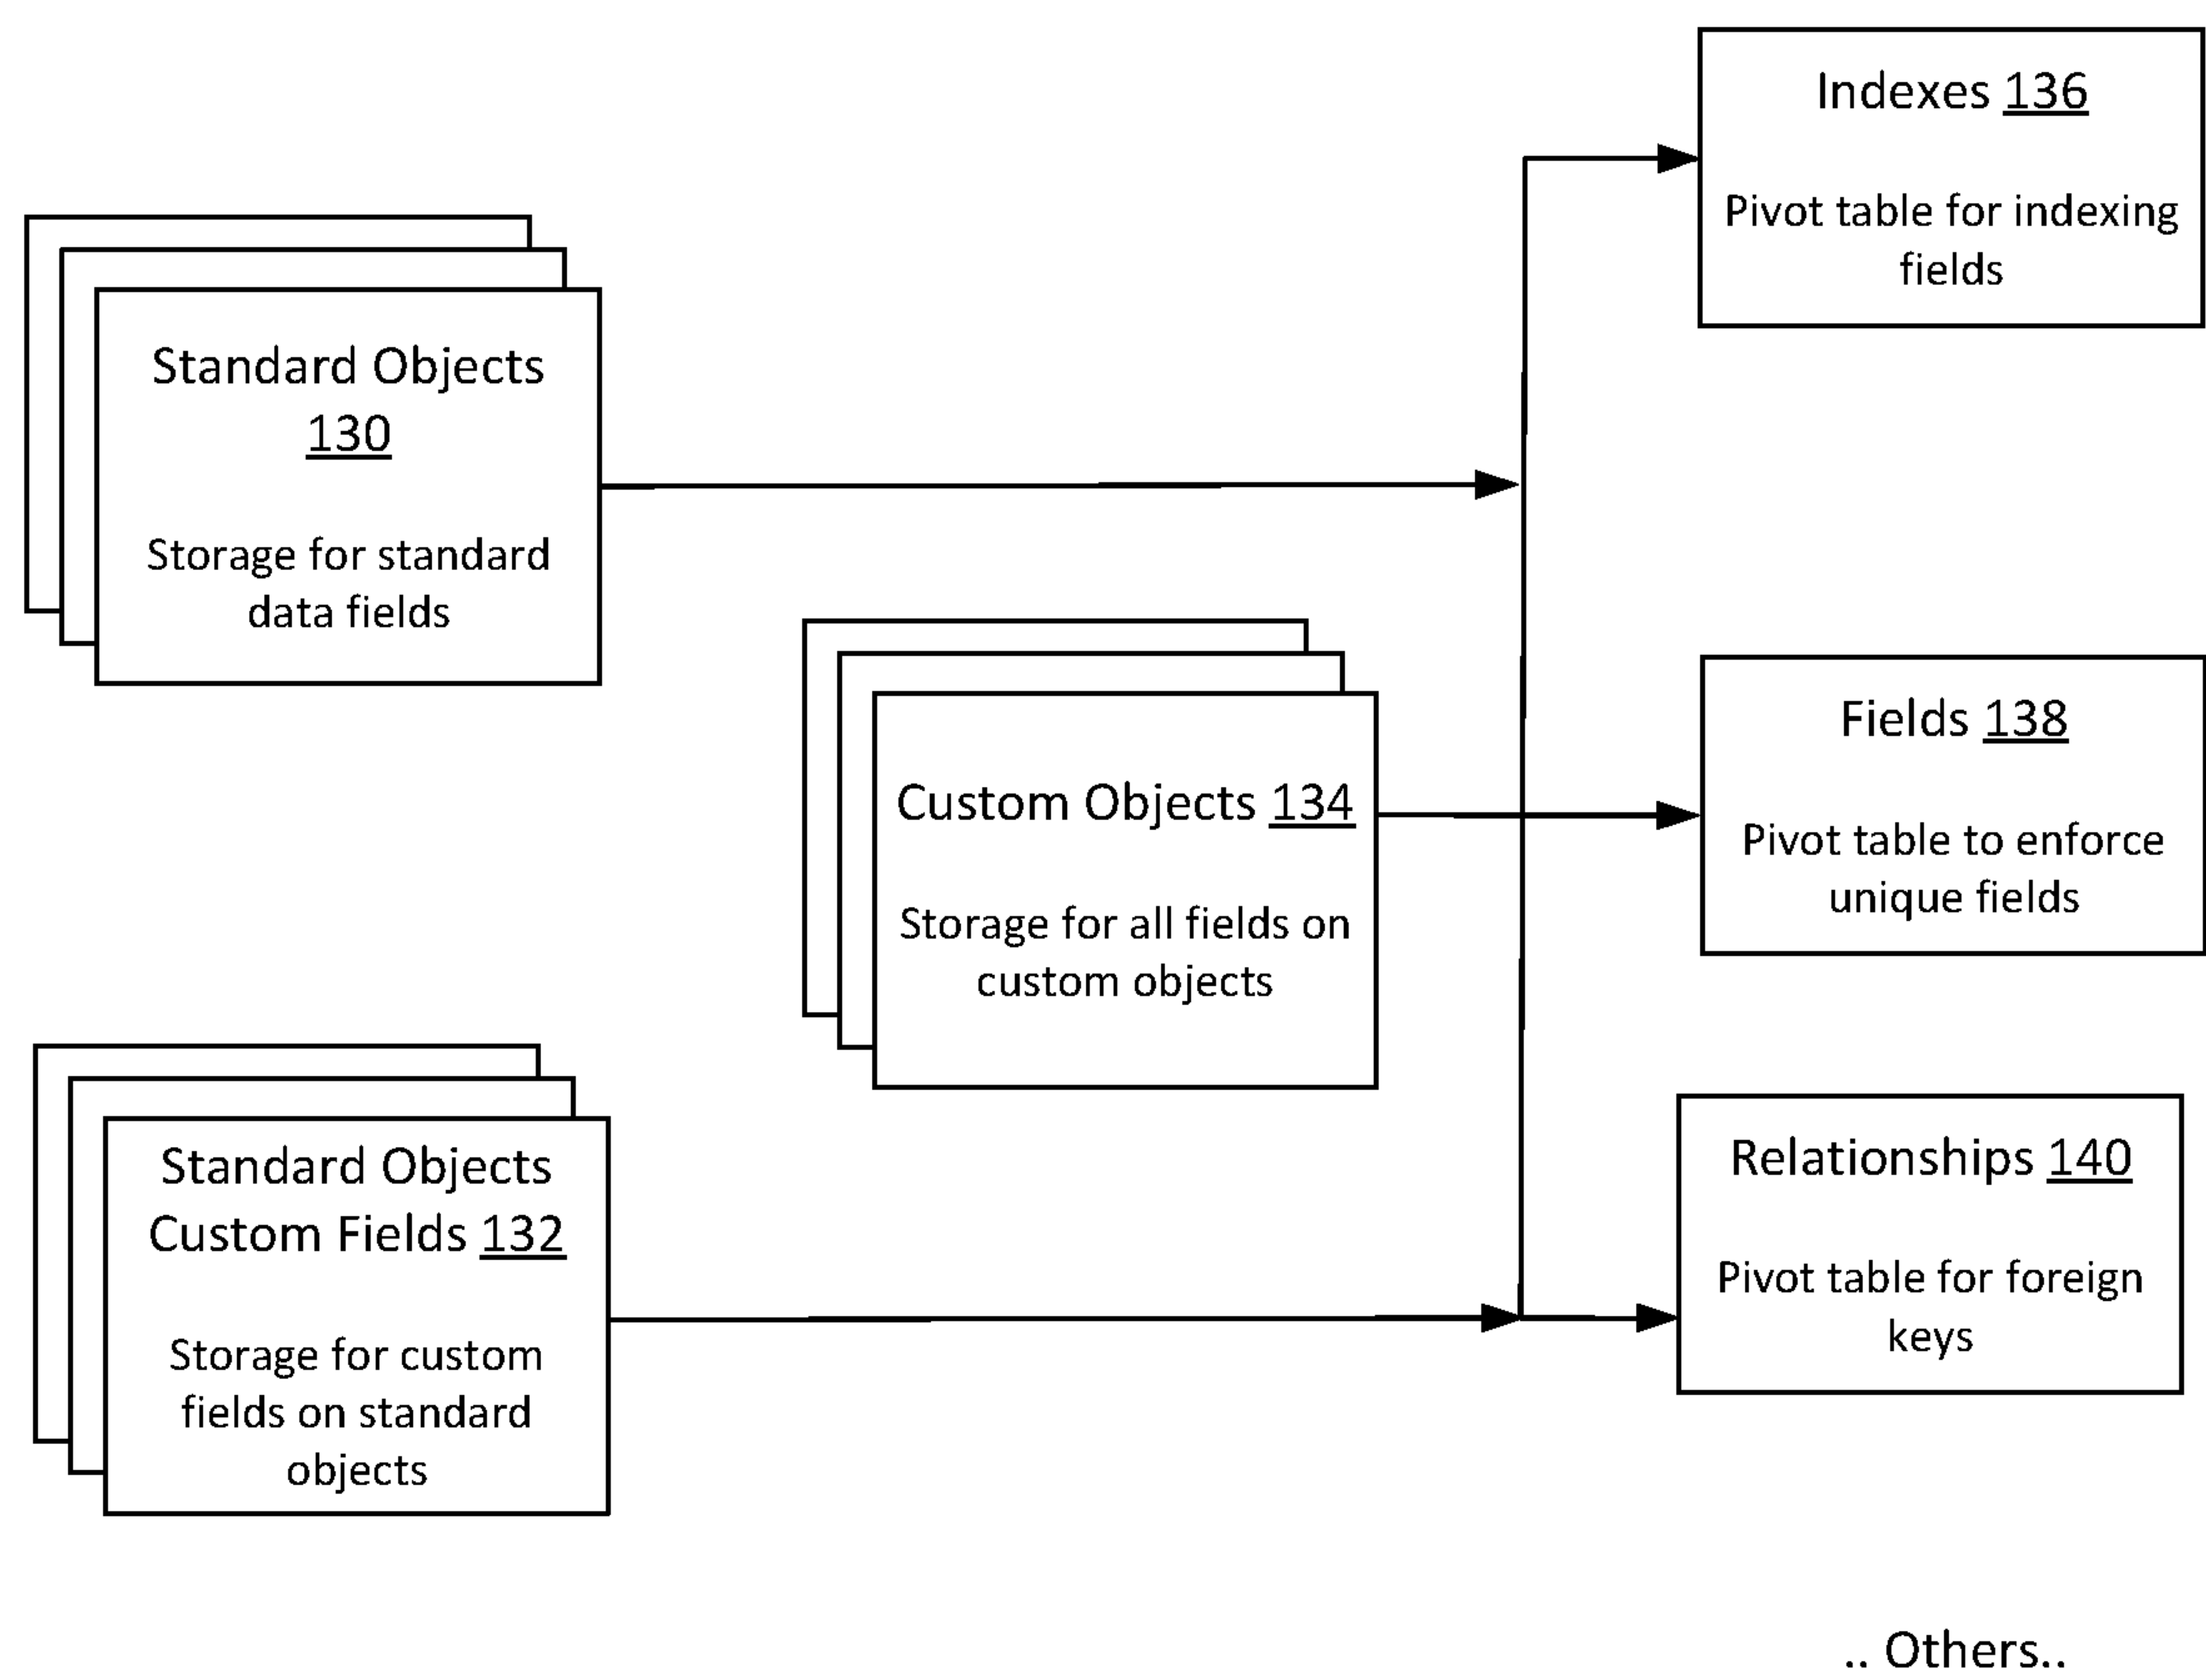 Indexes 136
Pivot table for indexing
fields
Standard Objects
130
Storage for standard
data fields
Fields 138
Pivot table to enforce
unique fields
Custom Objects 134
Storage for all fields on
custom objects
Relationships 140
Pivot table for foreign
keys
Standard Objects
Custom Fields 132
Storage for custom
fields on standard
objects
.. Others..